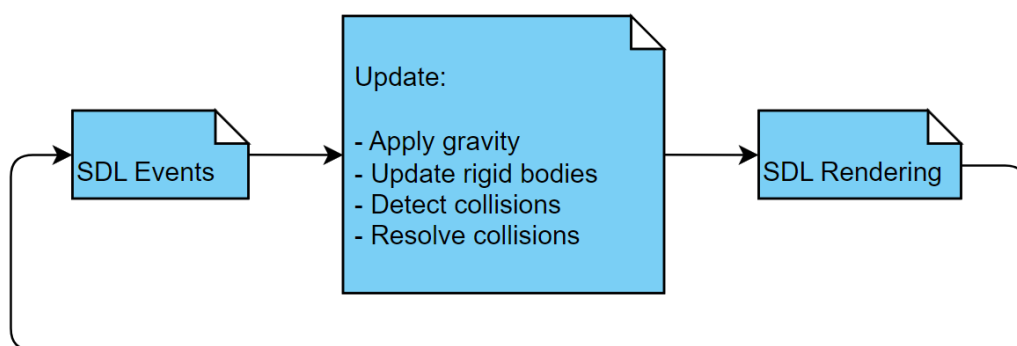 SDL Events
Update:
- Apply gravity
- Update rigid bodies
- Detect collisions
- Resolve collisions
SDL Rendering